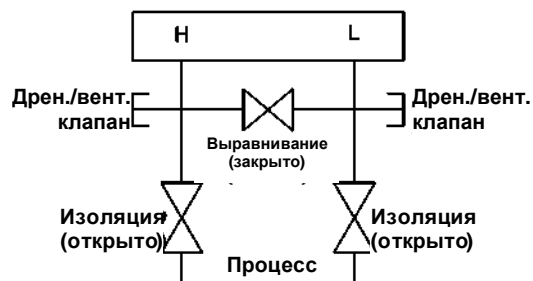 H
L
Дрен./вент.
клапан
Дрен./вент.
клапан
Выравнивание
(закрыто)
Изоляция
(открыто)
Изоляция
(открыто)
Процесс